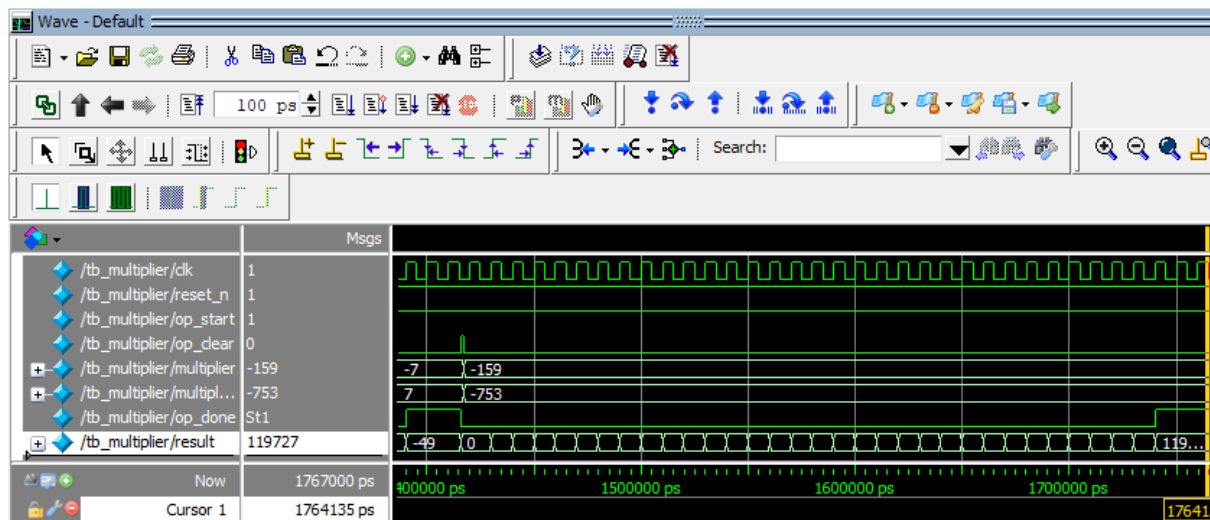 Wave - Default
100 ps
Search:
Msgs
/tb_multiplier/clk 1
/tb_multiplier/reset_n 1
/tb_multiplier/op_start 1
/tb_multiplier/op_clear 0
/tb_multiplier/multiplier -159 -7 -159
/tb_multiplier/multipl... -753 7 -753
/tb_multiplier/op_done St1
/tb_multiplier/result 119727 -49 0 119...
Now 1767000 ps 400000 ps 1500000 ps 1600000 ps 1700000 ps
Cursor 1 1764135 ps 17641